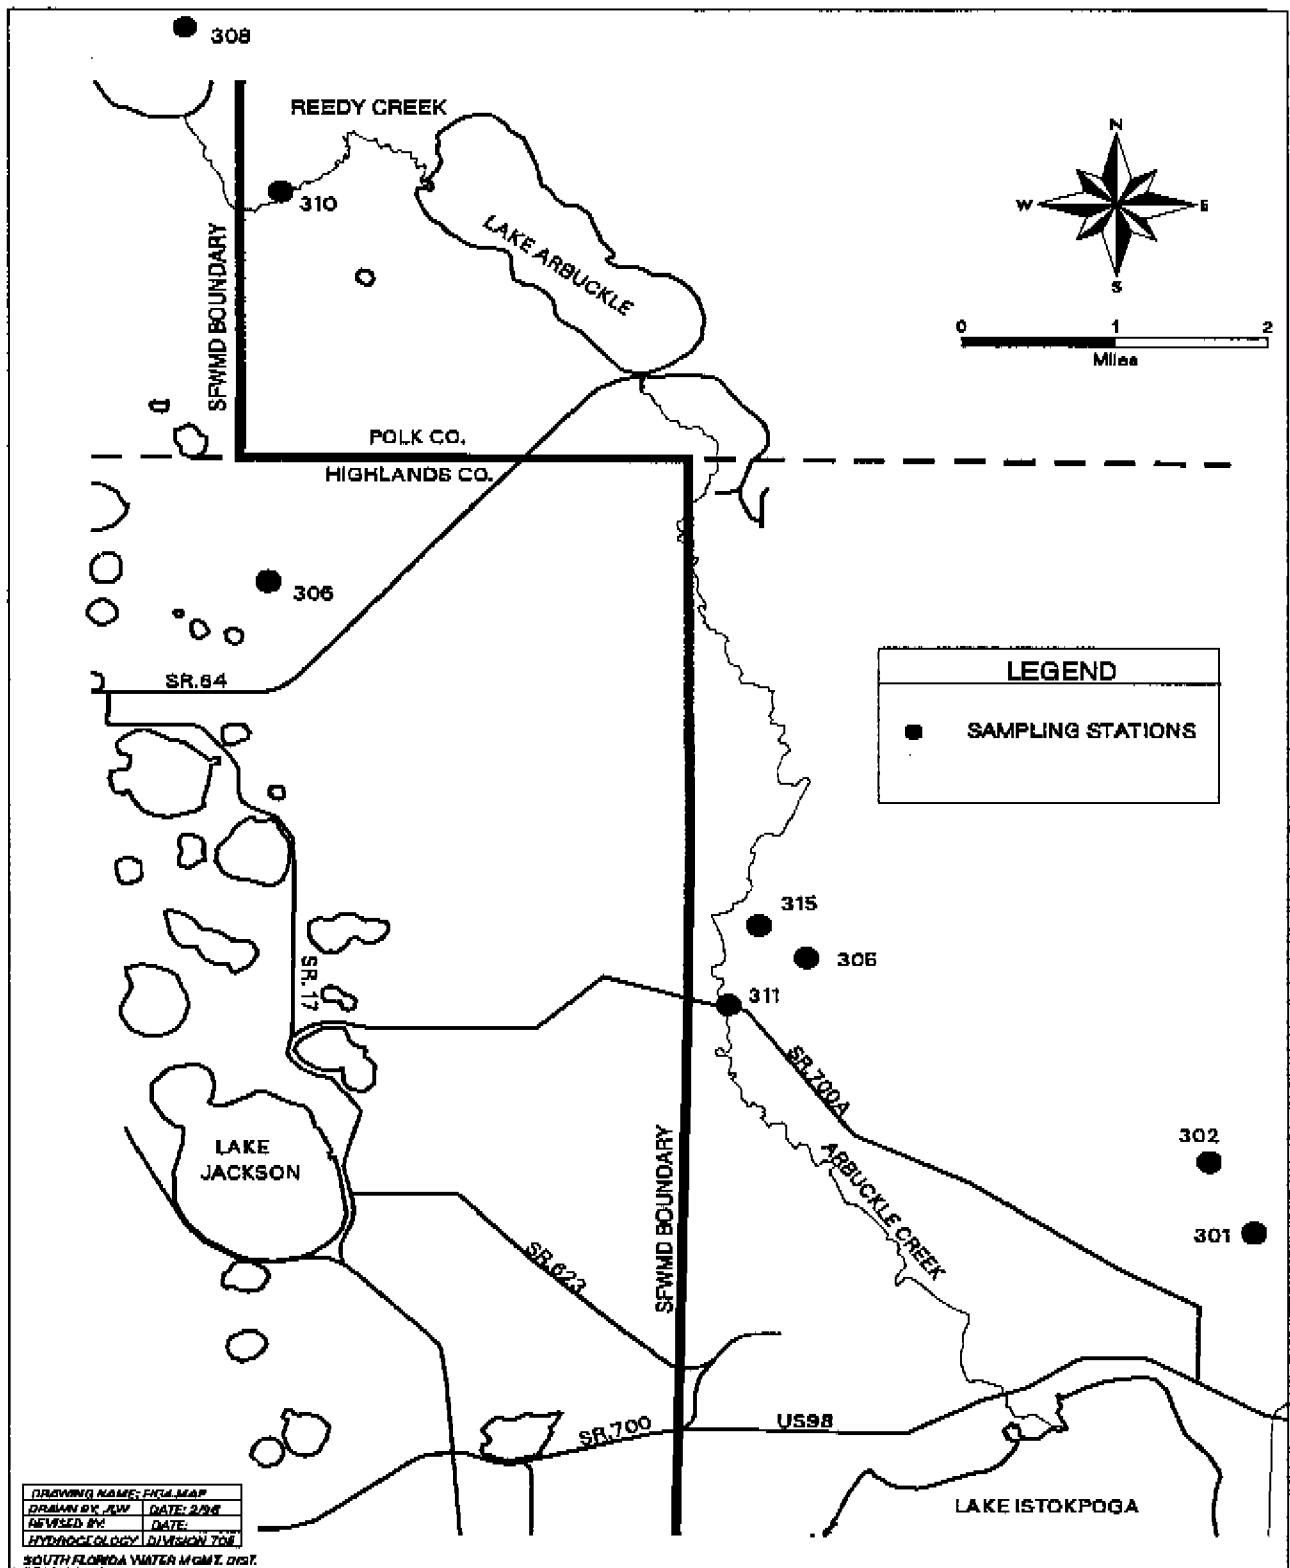 308
REEDY CREEK
310
LAKE ARBUCKLE
N
W
E
S
0 1 2
Miles
SFWMD BOUNDARY
POLK CO.
HIGHLANDS CO.
306
SR.64
LEGEND
SAMPLING STATIONS
315
306
311
SR.17
SR.700A
LAKE
JACKSON
302
301
ARBUCKLE CREEK
SFWMD BOUNDARY
SR.623
SR.700
US98
LAKE ISTOKPOGA
DRAWING NAME:
DRAWN BY: JLW DATE: 2/96
REVISED BY: DATE:
HYDROGEOLOGY DIVISION
SOUTH FLORIDA WATER MGMT. DIST.